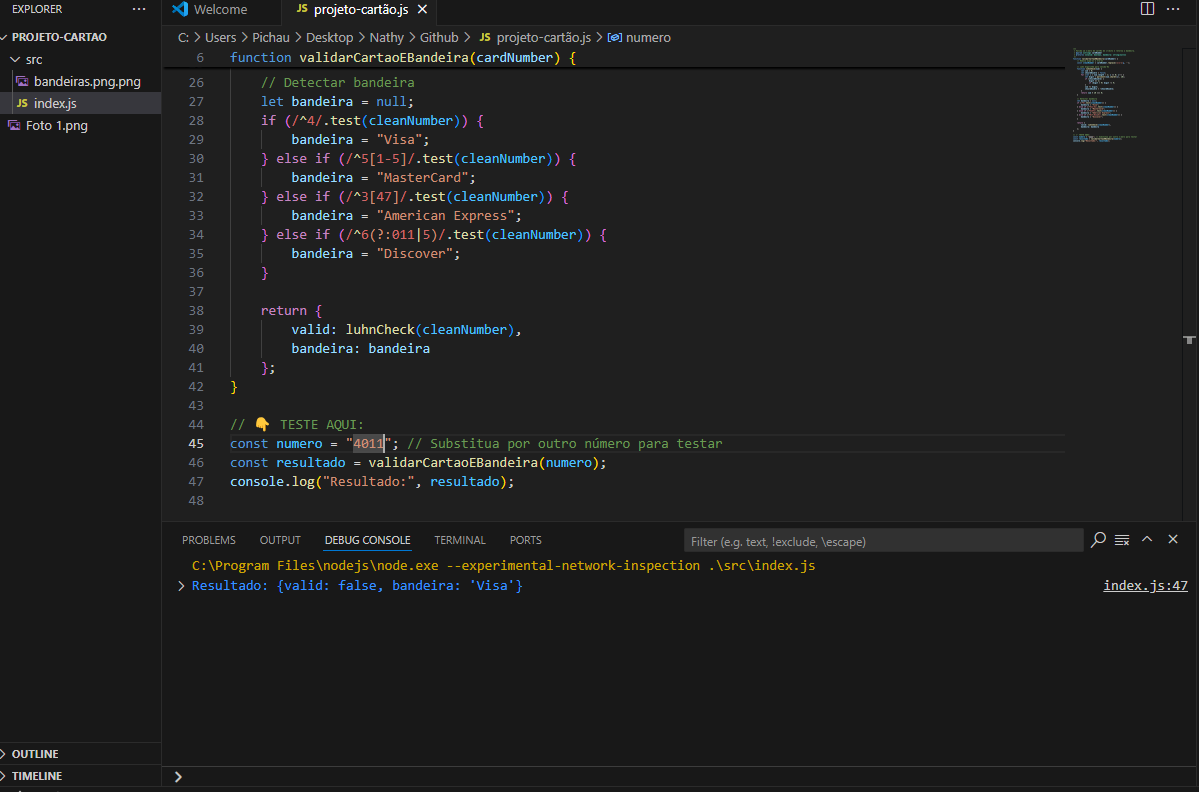 EXPLORER ···
PROJETO-CARTAO
src
bandeiras.png.png
JS index.js
Foto 1.png
OUTLINE
TIMELINE
Welcome JS projeto-cartão.js ···
C: > Users > Pichau > Desktop > Nathy > Github > JS projeto-cartão.js > numero
6 function validarCartaoEBandeira(cardNumber) {
26 // Detectar bandeira
27 let bandeira = null;
28 if (/^4/.test(cleanNumber)) {
29 bandeira = "Visa";
30 } else if (/^5[1-5]/.test(cleanNumber)) {
31 bandeira = "MasterCard";
32 } else if (/^3[47]/.test(cleanNumber)) {
33 bandeira = "American Express";
34 } else if (/^6(?:011|5)/.test(cleanNumber)) {
35 bandeira = "Discover";
36 }
37
38 return {
39 valid: luhnCheck(cleanNumber),
40 bandeira: bandeira
41 };
42 }
43
44 // 👇 TESTE AQUI:
45 const numero = "4011"; // Substitua por outro número para testar
46 const resultado = validarCartaoEBandeira(numero);
47 console.log("Resultado:", resultado);
48
PROBLEMS OUTPUT DEBUG CONSOLE TERMINAL PORTS Filter (e.g. text, !exclude, \escape)
C:\Program Files\nodejs\node.exe --experimental-network-inspection .\src\index.js
> Resultado: {valid: false, bandeira: 'Visa'} index.js:47
>